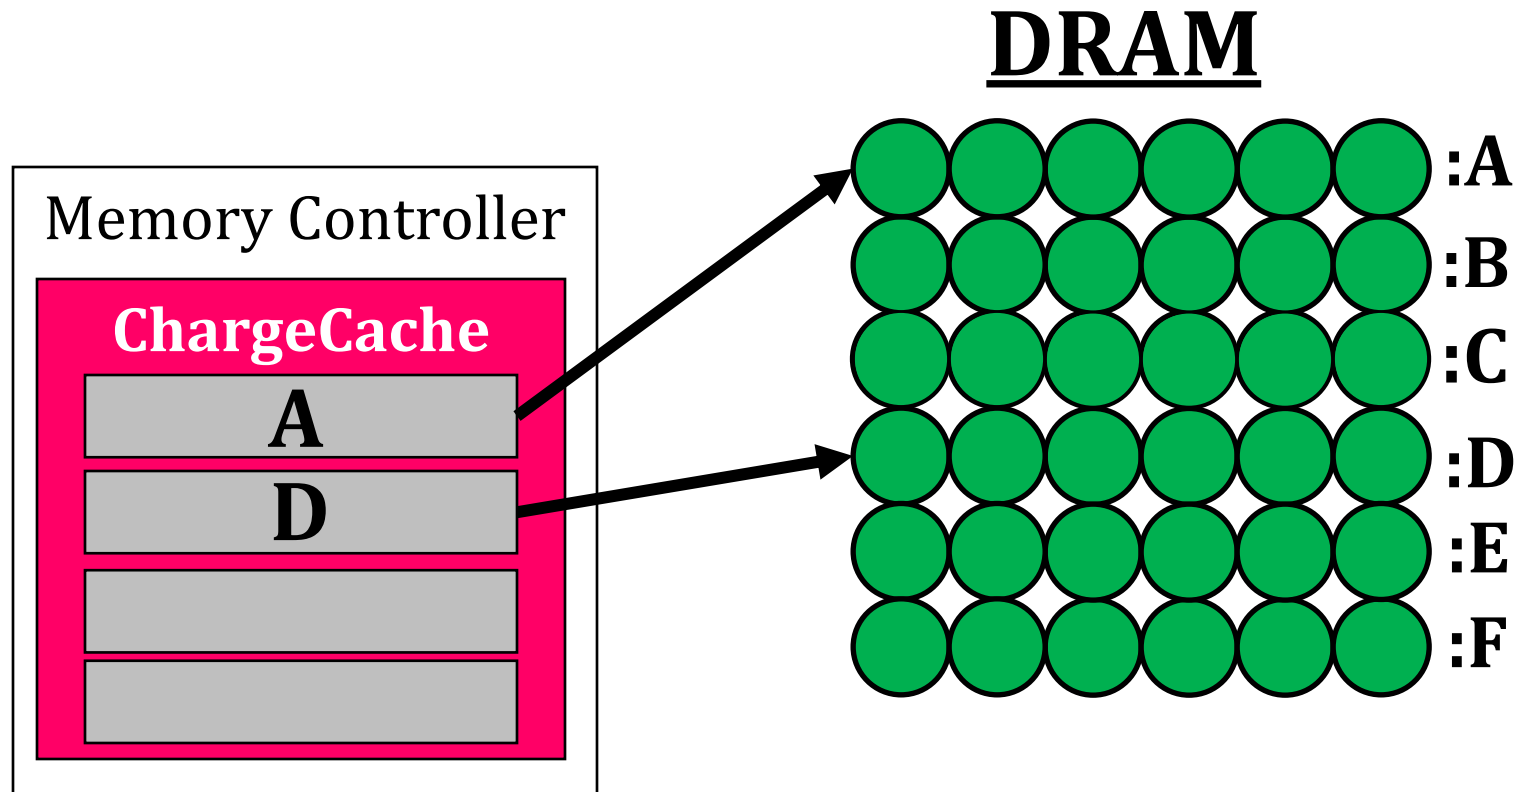 DRAM
Memory Controller
ChargeCache
A
D
:A
:B
:C
:D
:E
:F